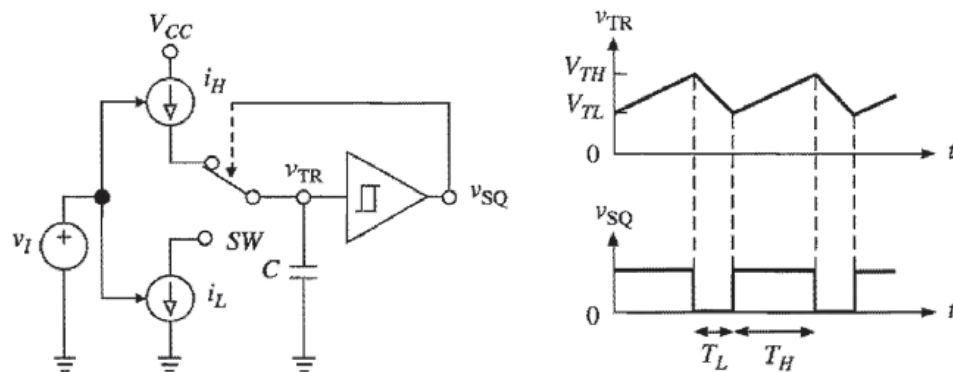 V_CC
i_H
v_TR
v_SQ
v_I
SW
C
i_L
v_TR
V_TH
V_TL
0
t
v_SQ
0
t
T_L
T_H